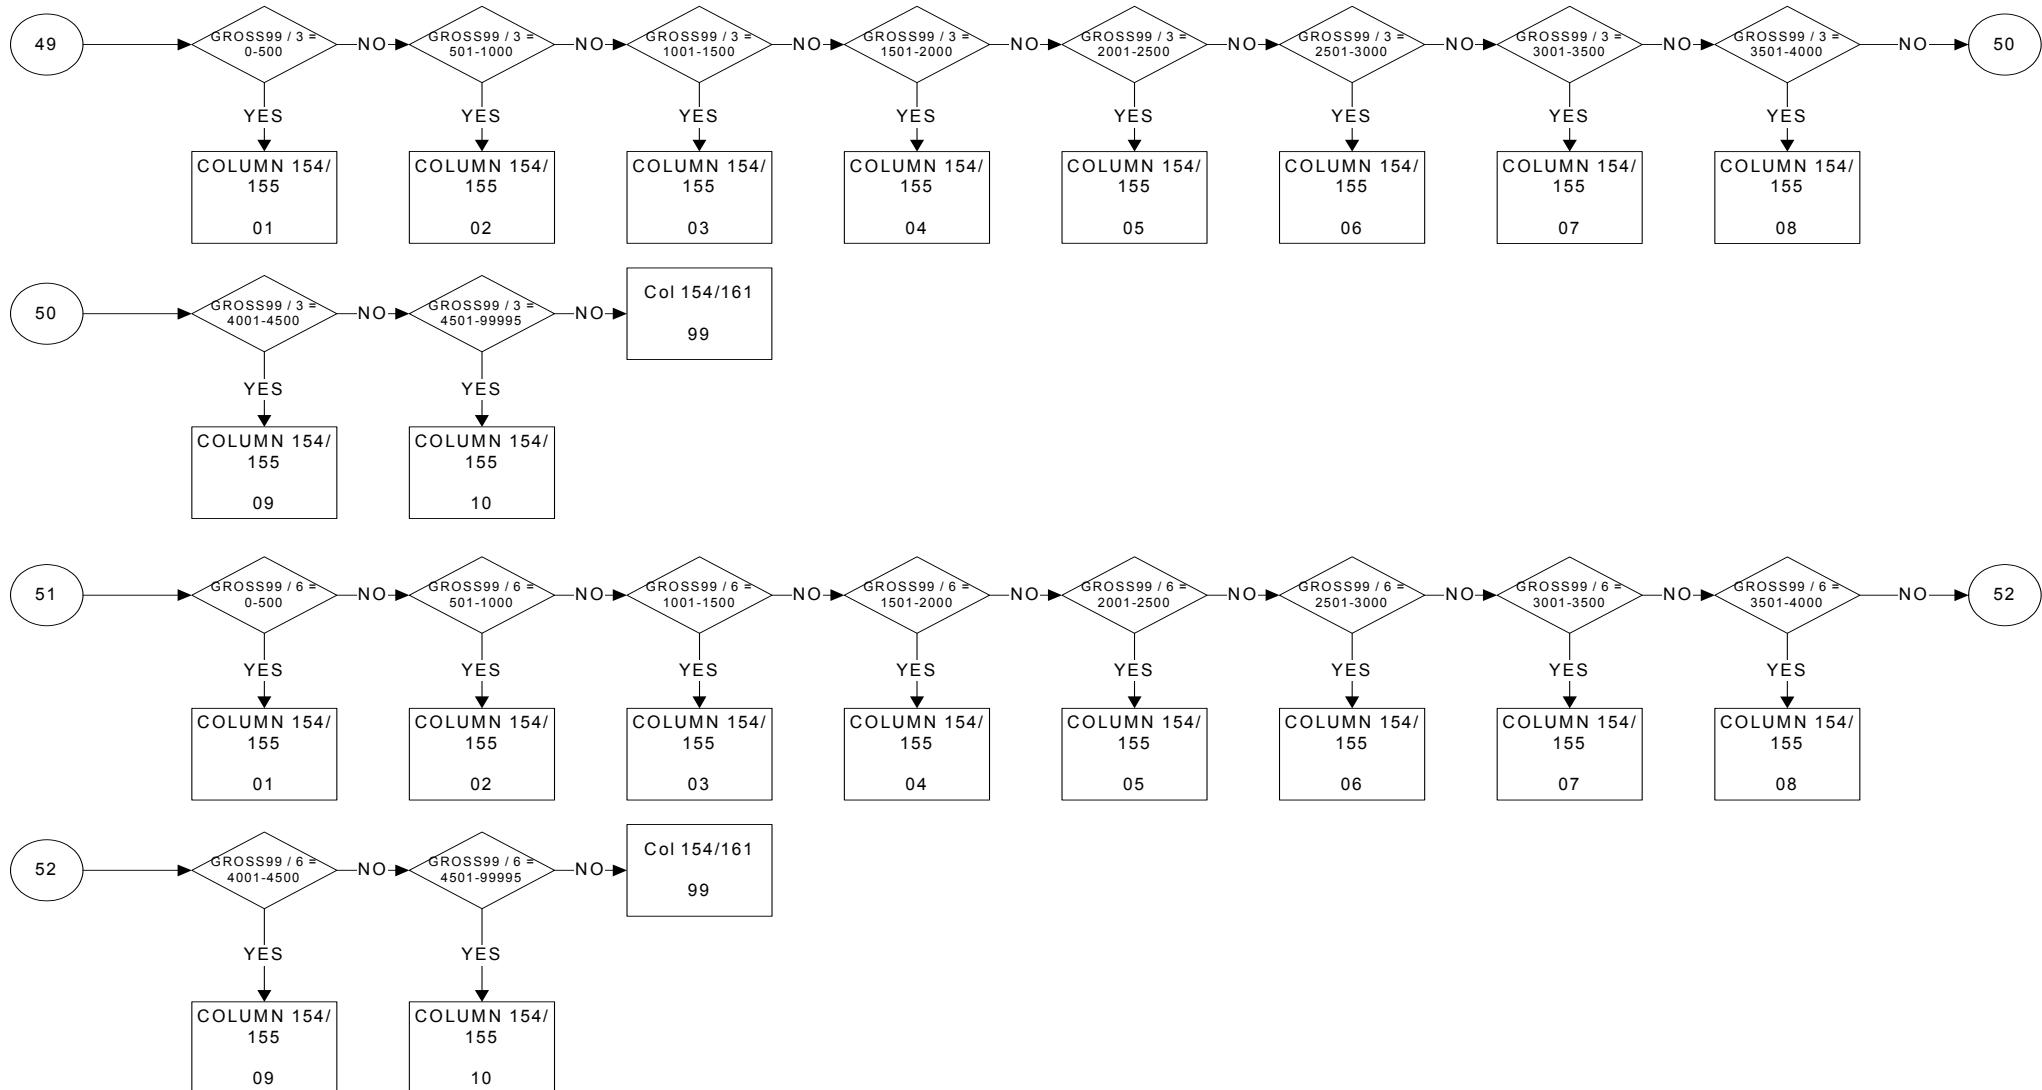 49
GROSS99 / 3 =
0-500
NO
GROSS99 / 3 =
501-1000
NO
GROSS99 / 3 =
1001-1500
NO
GROSS99 / 3 =
1501-2000
NO
GROSS99 / 3 =
2001-2500
NO
GROSS99 / 3 =
2501-3000
NO
GROSS99 / 3 =
3001-3500
NO
GROSS99 / 3 =
3501-4000
NO
50
YES
YES
YES
YES
YES
YES
YES
YES
COLUMN 154/
155
01
COLUMN 154/
155
02
COLUMN 154/
155
03
COLUMN 154/
155
04
COLUMN 154/
155
05
COLUMN 154/
155
06
COLUMN 154/
155
07
COLUMN 154/
155
08
50
GROSS99 / 3 =
4001-4500
NO
GROSS99 / 3 =
4501-99995
NO
Col 154/161
99
YES
YES
COLUMN 154/
155
09
COLUMN 154/
155
10
51
GROSS99 / 6 =
0-500
NO
GROSS99 / 6 =
501-1000
NO
GROSS99 / 6 =
1001-1500
NO
GROSS99 / 6 =
1501-2000
NO
GROSS99 / 6 =
2001-2500
NO
GROSS99 / 6 =
2501-3000
NO
GROSS99 / 6 =
3001-3500
NO
GROSS99 / 6 =
3501-4000
NO
52
YES
YES
YES
YES
YES
YES
YES
YES
COLUMN 154/
155
01
COLUMN 154/
155
02
COLUMN 154/
155
03
COLUMN 154/
155
04
COLUMN 154/
155
05
COLUMN 154/
155
06
COLUMN 154/
155
07
COLUMN 154/
155
08
52
GROSS99 / 6 =
4001-4500
NO
GROSS99 / 6 =
4501-99995
NO
Col 154/161
99
YES
YES
COLUMN 154/
155
09
COLUMN 154/
155
10